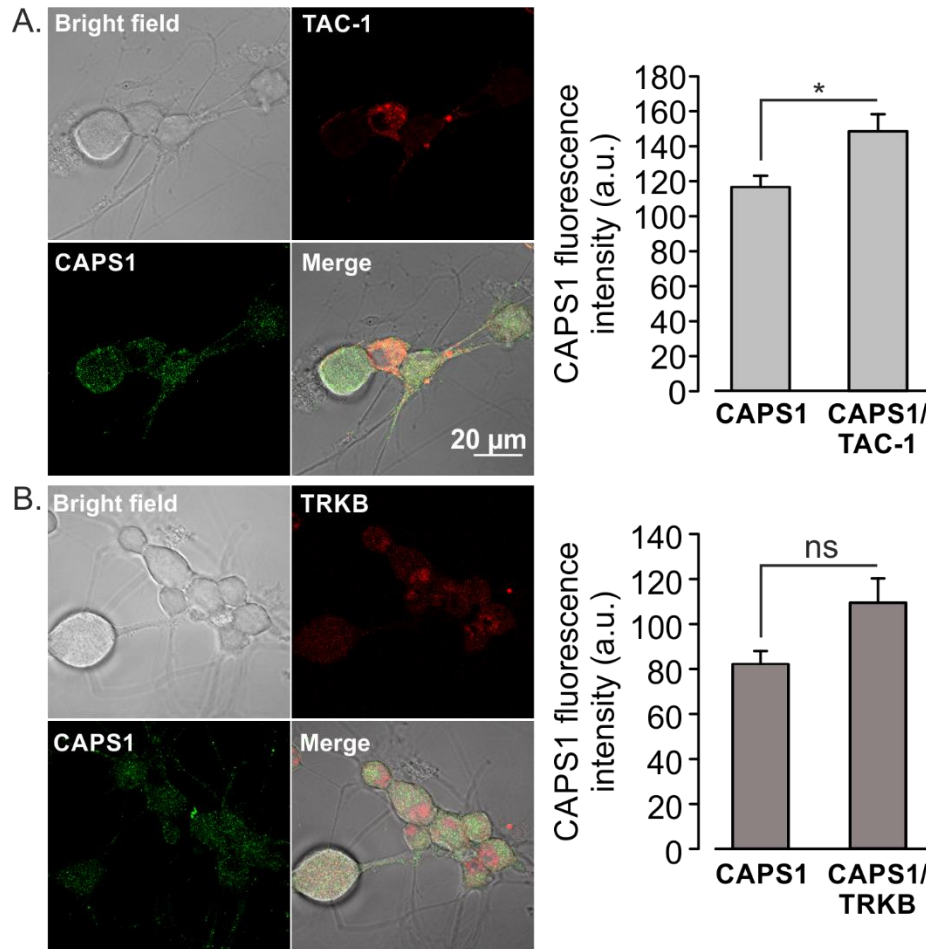 A.
Bright field
TAC-1
CAPS1
Merge
20 µm
CAPS1 fluorescence
intensity (a.u.)
180
160
140
120
100
80
60
40
20
0
*
CAPS1
CAPS1/
TAC-1
B.
Bright field
TRKB
CAPS1
Merge
CAPS1 fluorescence
intensity (a.u.)
140
120
100
80
60
40
20
0
ns
CAPS1
CAPS1/
TRKB